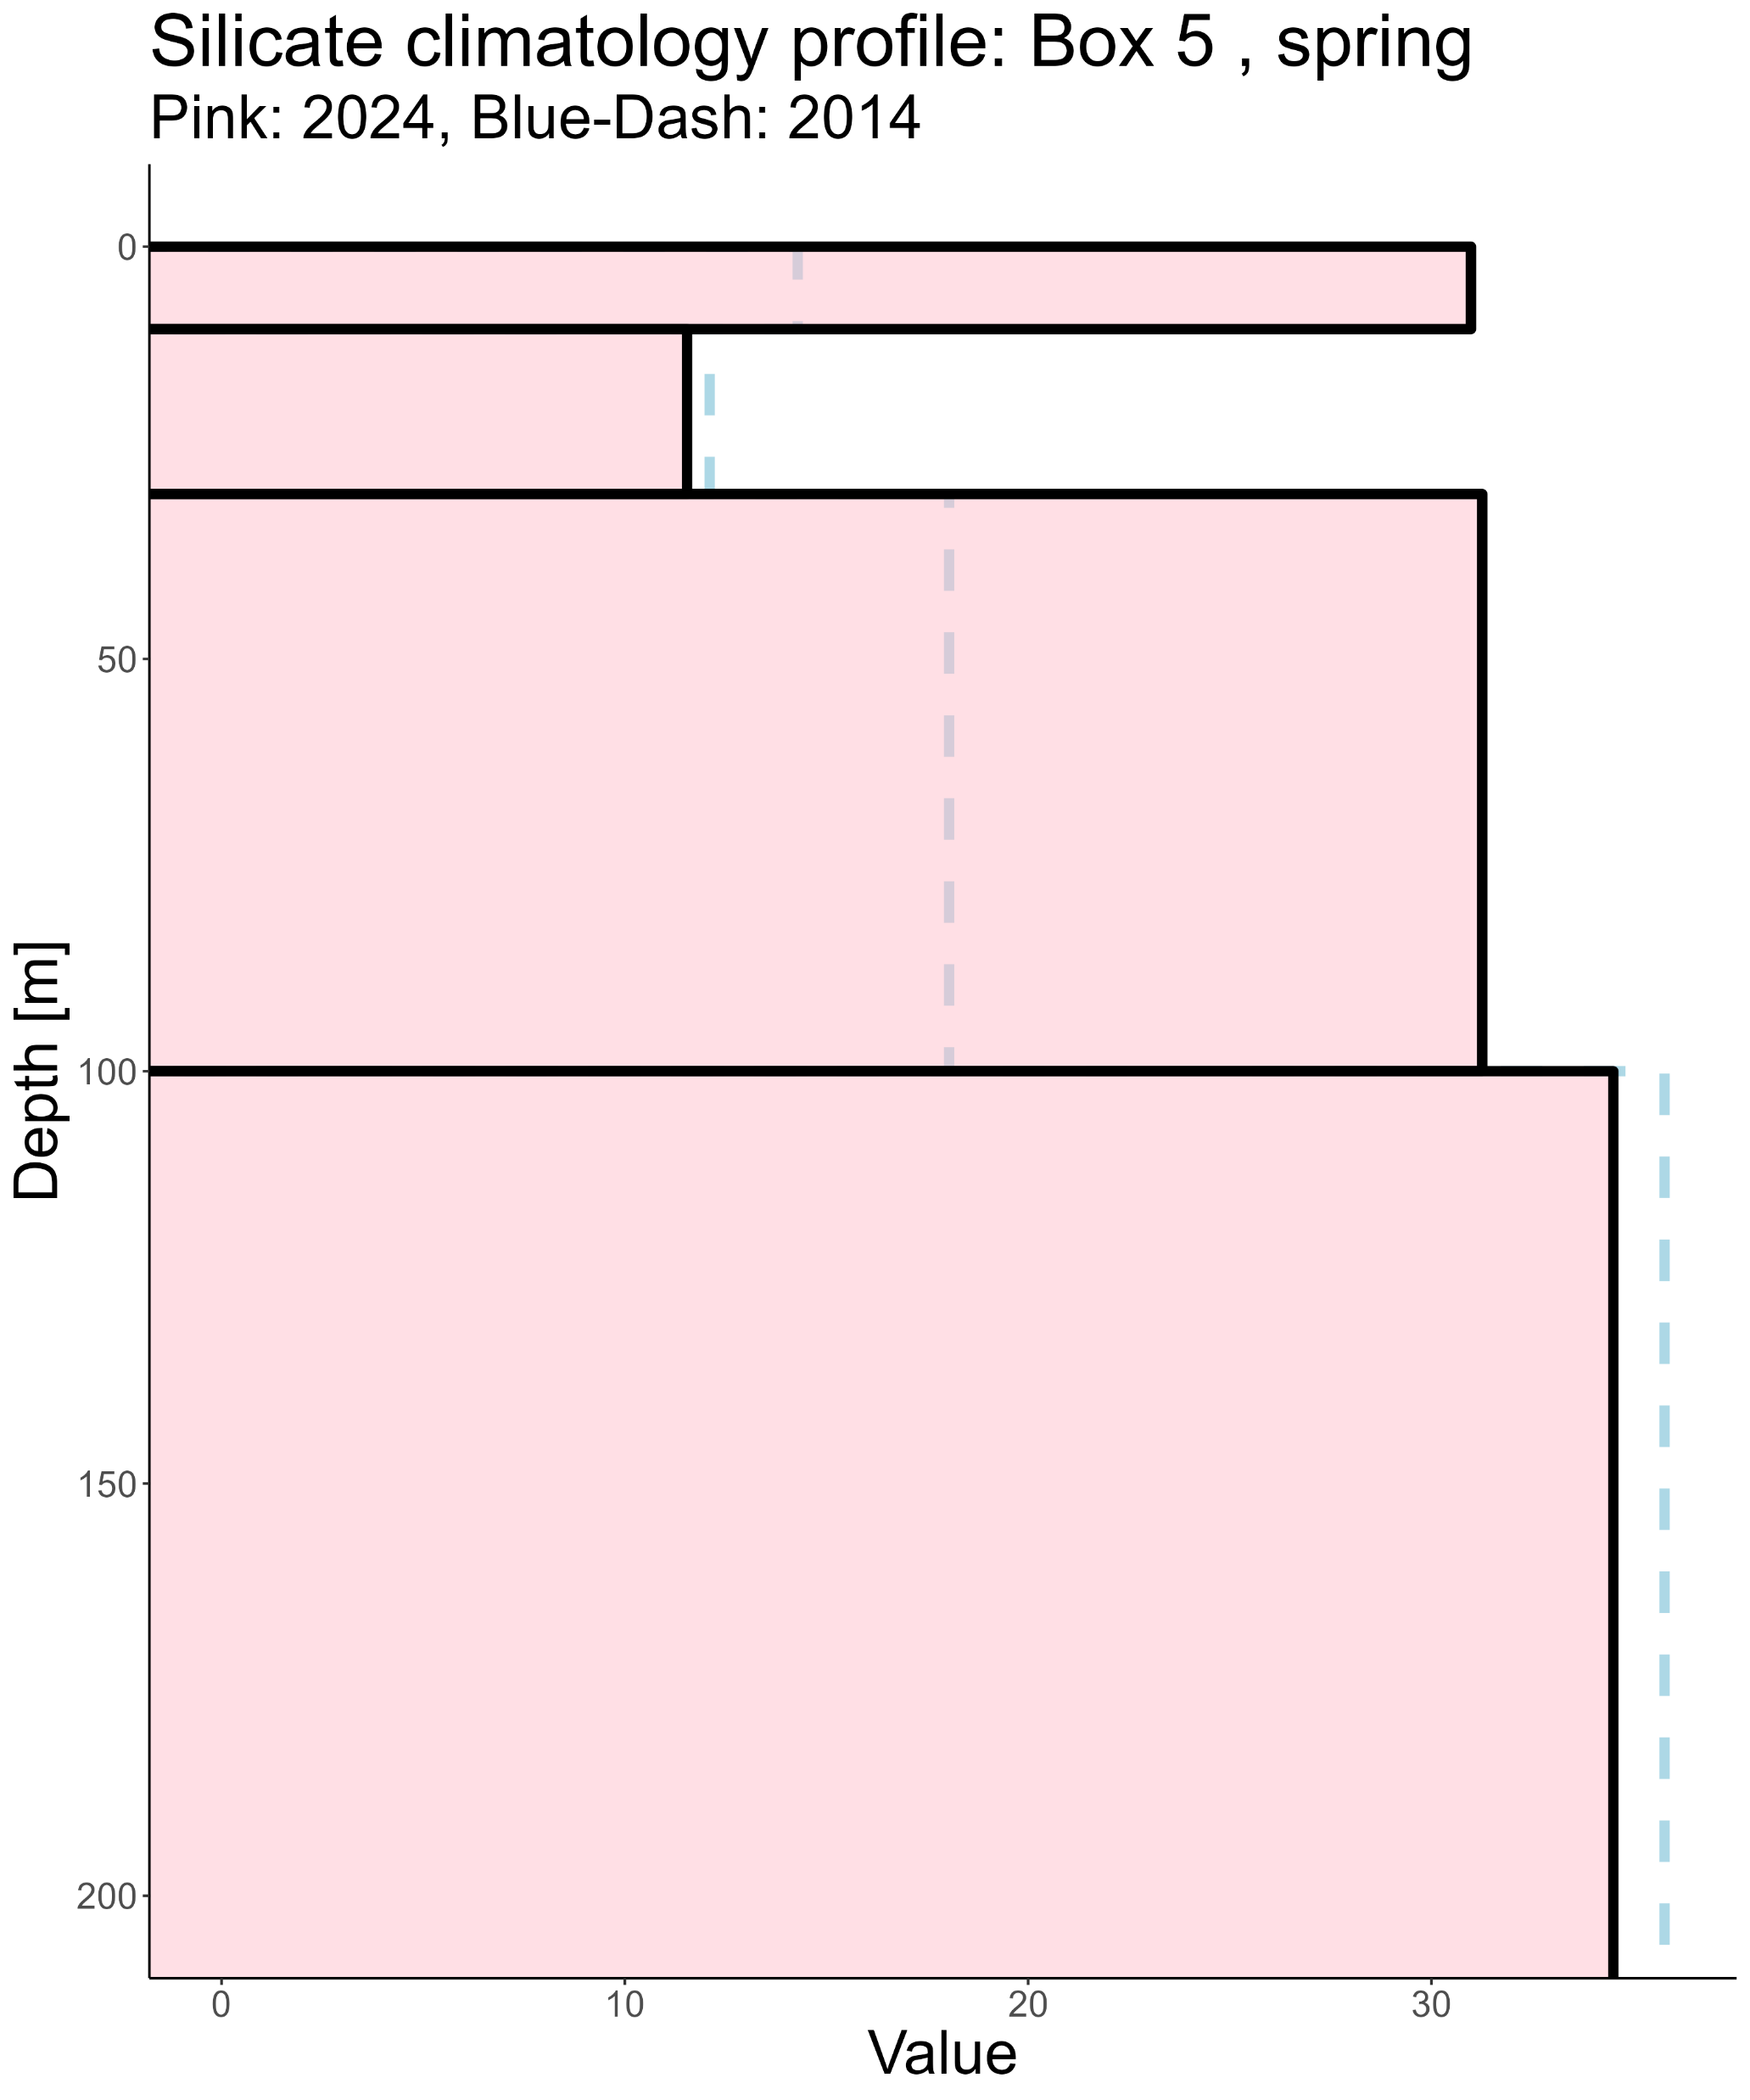 Silicate climatology profile: Box 5 , spring
Pink: 2024, Blue-Dash: 2014
0
50
100
150
200
Depth [m]
0 10 20 30
Value